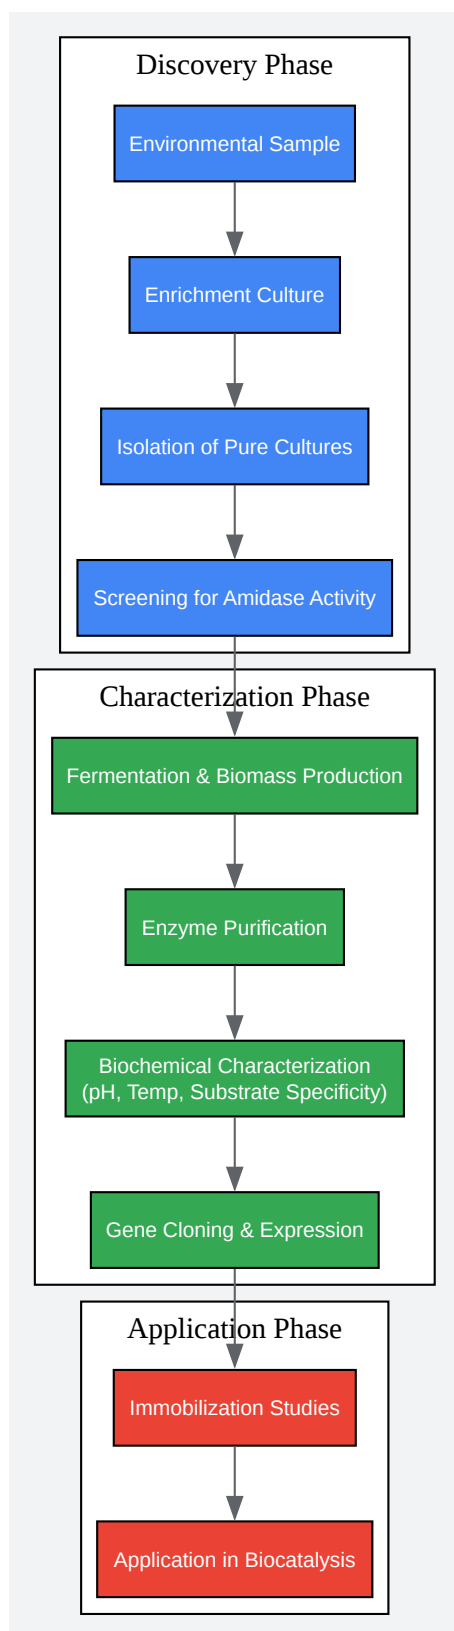 Discovery Phase
Environmental Sample
Enrichment Culture
Isolation of Pure Cultures
Screening for Amidase Activity
Characterization Phase
Fermentation & Biomass Production
Enzyme Purification
Biochemical Characterization
(pH, Temp, Substrate Specificity)
Gene Cloning & Expression
Application Phase
Immobilization Studies
Application in Biocatalysis